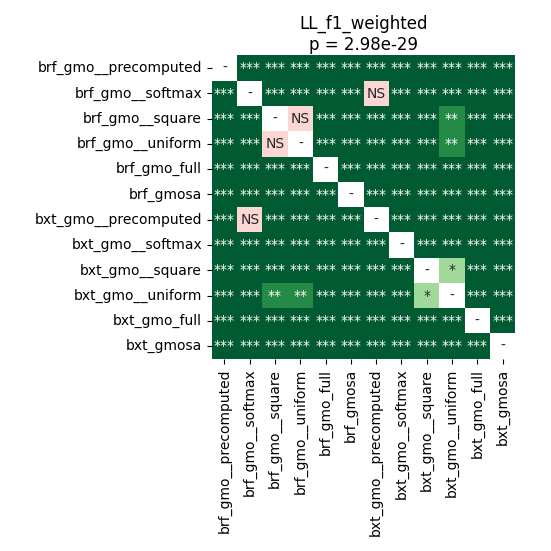 LL_f1_weighted
p = 2.98e-29
brf_gmo__precomputed - *** *** *** *** *** *** *** *** *** *** ***
brf_gmo__softmax *** - *** *** *** *** NS *** *** *** *** ***
brf_gmo__square *** *** - NS *** *** *** *** *** ** *** ***
brf_gmo__uniform *** *** NS - *** *** *** *** *** ** *** ***
brf_gmo_full *** *** *** *** - *** *** *** *** *** *** ***
brf_gmosa *** *** *** *** *** - *** *** *** *** *** ***
bxt_gmo__precomputed *** NS *** *** *** *** - *** *** *** *** ***
bxt_gmo__softmax *** *** *** *** *** *** *** - *** *** *** ***
bxt_gmo__square *** *** *** *** *** *** *** *** - * *** ***
bxt_gmo__uniform *** *** ** ** *** *** *** *** * - *** ***
bxt_gmo_full *** *** *** *** *** *** *** *** *** *** - ***
bxt_gmosa *** *** *** *** *** *** *** *** *** *** *** -
brf_gmo__precomputed
brf_gmo__softmax
brf_gmo__square
brf_gmo__uniform
brf_gmo_full
brf_gmosa
bxt_gmo__precomputed
bxt_gmo__softmax
bxt_gmo__square
bxt_gmo__uniform
bxt_gmo_full
bxt_gmosa